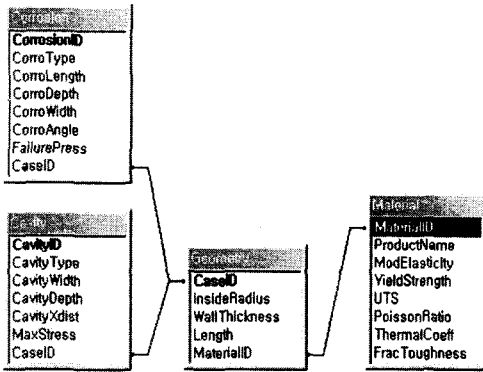 Corrosion
CorrosionID
CorroType
CorroLength
CorroDepth
CorroWidth
CorroAngle
FailurePress
CaseID
Cavity
CavityID
CavityType
CavityWidth
CavityDepth
CavityXdist
MaxStress
CaseID
Geometry
CaseID
InsideRadius
WallThickness
Length
MaterialID
Material
MaterialID
ProductName
ModElasticity
YieldStrength
UTS
PoissonRatio
ThermalCoeff
FracToughness